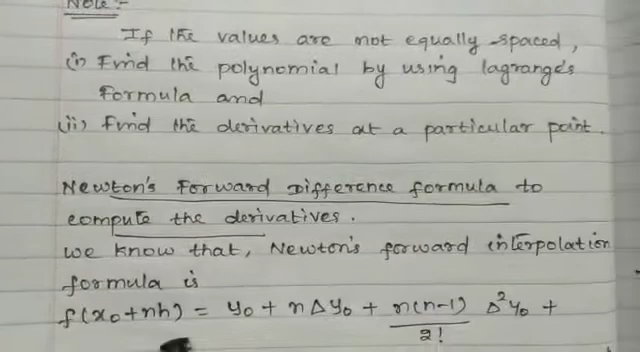 Note :-
If the values are not equally spaced,
(i) Find the polynomial by using lagrange's
formula and
(ii) Find the derivatives at a particular point.
Newton's Forward Difference formula to
compute the derivatives.
we know that, Newton's forward interpolation
formula is
f(x₀+nh) = y₀ + nΔy₀ + n(n-1)/2! Δ²y₀ +